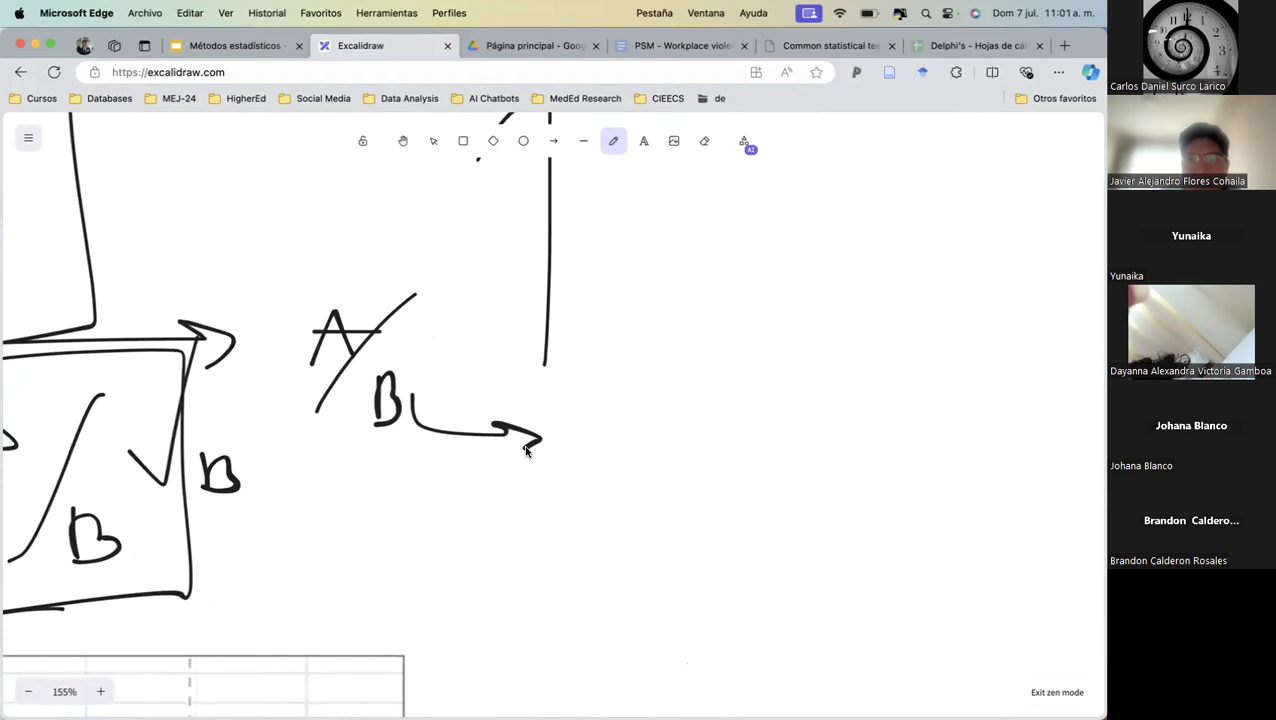 Microsoft Edge Archivo Editar Ver Historial Favoritos Herramientas Perfiles Pestaña Ventana Ayuda Dom 7 jul. 11:01 a. m.
Métodos estadísticos - Excalidraw Página principal - Goo PSM - Workplace viole Common statistical te Delphi's - Hojas de cál
https://excalidraw.com
Cursos Databases MEJ-24 HigherEd Social Media Data Analysis AI Chatbots MedEd Research CIEECS de Otros favoritos
AI
A
B
B
B
155%
Exit zen mode
Carlos Daniel Surco Larico
Javier Alejandro Flores Cohaila
Yunaika
Yunaika
Dayanna Alexandra Victoria Gamboa
Johana Blanco
Johana Blanco
Brandon Caldero...
Brandon Calderon Rosales